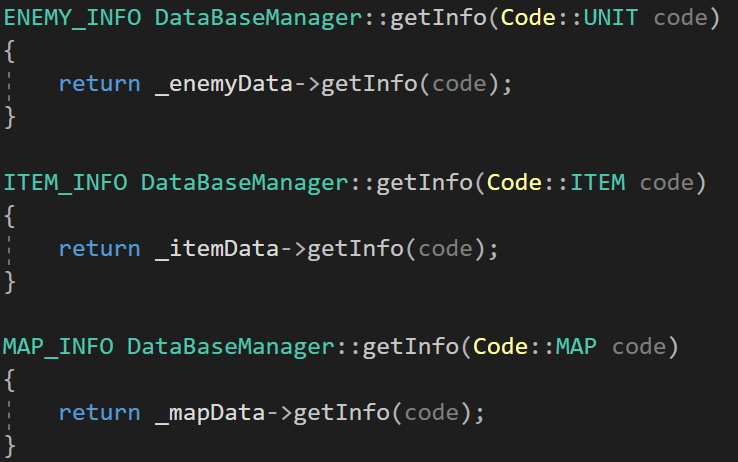 ENEMY_INFO DataBaseManager::getInfo(Code::UNIT code)
{
    return _enemyData->getInfo(code);
}

ITEM_INFO DataBaseManager::getInfo(Code::ITEM code)
{
    return _itemData->getInfo(code);
}

MAP_INFO DataBaseManager::getInfo(Code::MAP code)
{
    return _mapData->getInfo(code);
}